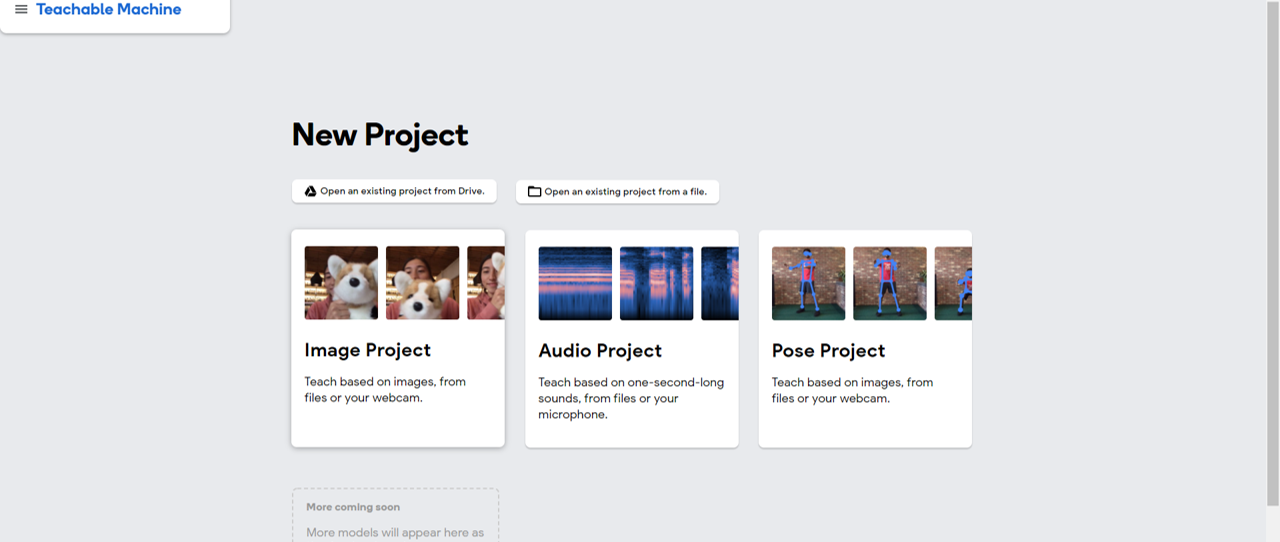 Teachable Machine
New Project
Open an existing project from Drive.
Open an existing project from a file.
Image Project
Teach based on images, from
files or your webcam.
Audio Project
Teach based on one-second-long
sounds, from files or your
microphone.
Pose Project
Teach based on images, from
files or your webcam.
More coming soon
More models will appear here as